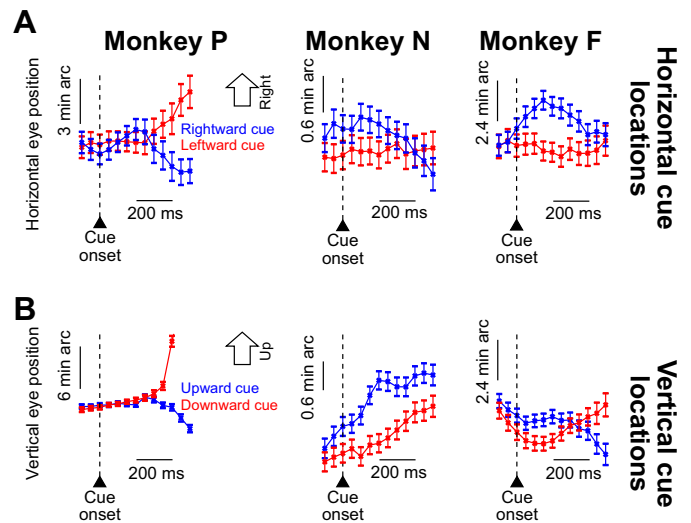 A
Monkey P
Monkey N
Monkey F
Horizontal eye position
3 min arc
Right
Rightward cue
Leftward cue
200 ms
Cue
onset
0.6 min arc
200 ms
Cue
onset
2.4 min arc
200 ms
Cue
onset
Horizontal cue
locations
B
Vertical eye position
6 min arc
Up
Upward cue
Downward cue
200 ms
Cue
onset
0.6 min arc
200 ms
Cue
onset
2.4 min arc
200 ms
Cue
onset
Vertical cue
locations